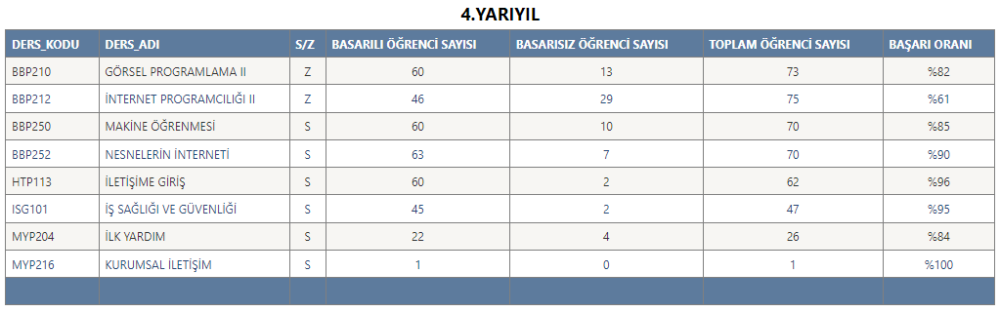 4.YARIYIL
DERS_KODU DERS_ADI S/Z BASARILI ÖĞRENCİ SAYISI BASARISIZ ÖĞRENCİ SAYISI TOPLAM ÖĞRENCİ SAYISI BAŞARI ORANI
BBP210 GÖRSEL PROGRAMLAMA II Z 60 13 73 %82
BBP212 İNTERNET PROGRAMCILIĞI II Z 46 29 75 %61
BBP250 MAKİNE ÖĞRENMESİ S 60 10 70 %85
BBP252 NESNELERİN İNTERNETİ S 63 7 70 %90
HTP113 İLETİŞİME GİRİŞ S 60 2 62 %96
ISG101 İŞ SAĞLIĞI VE GÜVENLİĞİ S 45 2 47 %95
MYP204 İLK YARDIM S 22 4 26 %84
MYP216 KURUMSAL İLETİŞİM S 1 0 1 %100